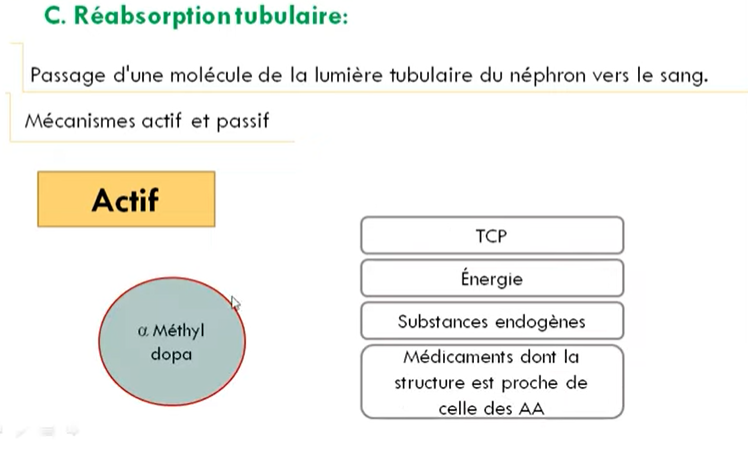 C. Réabsorption tubulaire:
Passage d'une molécule de la lumière tubulaire du néphron vers le sang.
Mécanismes actif et passif
Actif
α Méthyl
dopa
TCP
Énergie
Substances endogènes
Médicaments dont la
structure est proche de
celle des AA